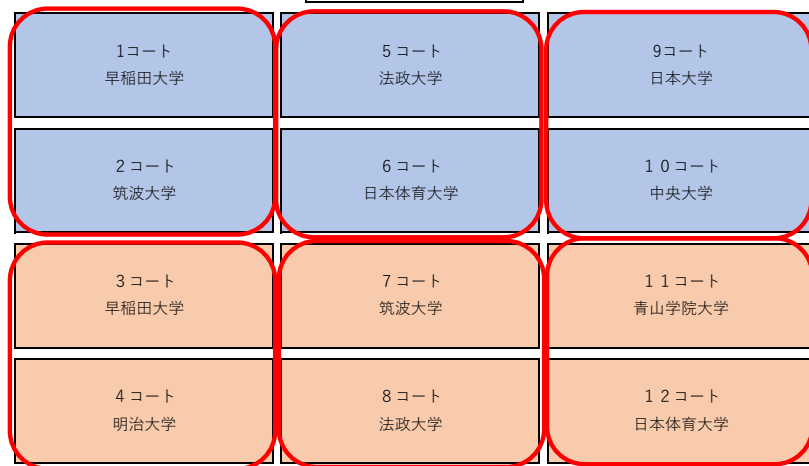 1コート
早稲田大学
5コート
法政大学
9コート
日本大学
2コート
筑波大学
6コート
日本体育大学
10コート
中央大学
3コート
早稲田大学
7コート
筑波大学
11コート
青山学院大学
4コート
明治大学
8コート
法政大学
12コート
日本体育大学